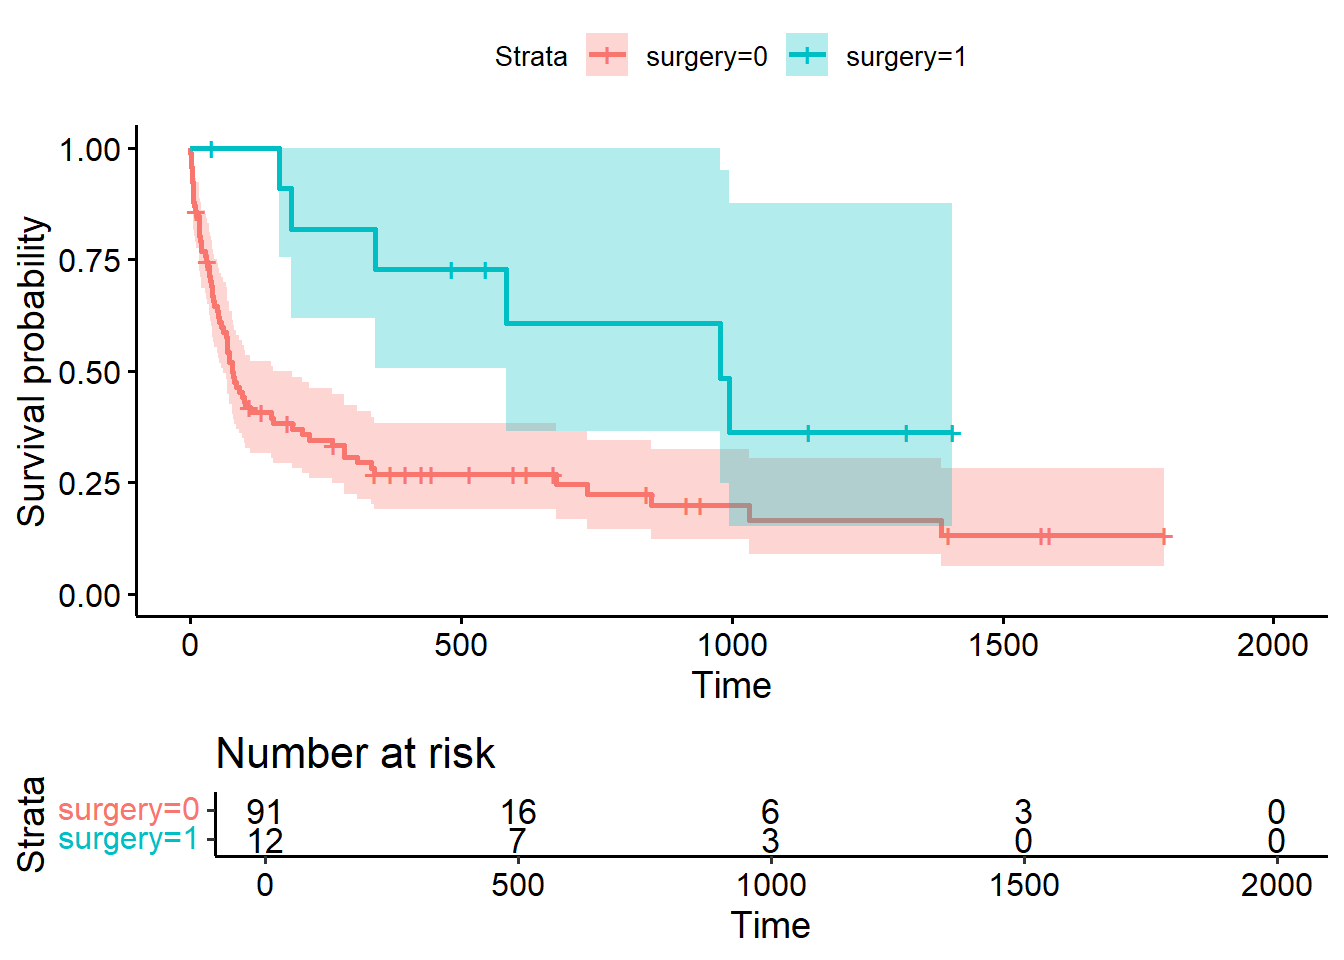 Strata surgery=0 surgery=1
1.00
0.75
0.50
0.25
0.00
Survival probability
0 500 1000 1500 2000
Time
Number at risk
Strata
surgery=0 91 16 6 3 0
surgery=1 12 7 3 0 0
0 500 1000 1500 2000
Time